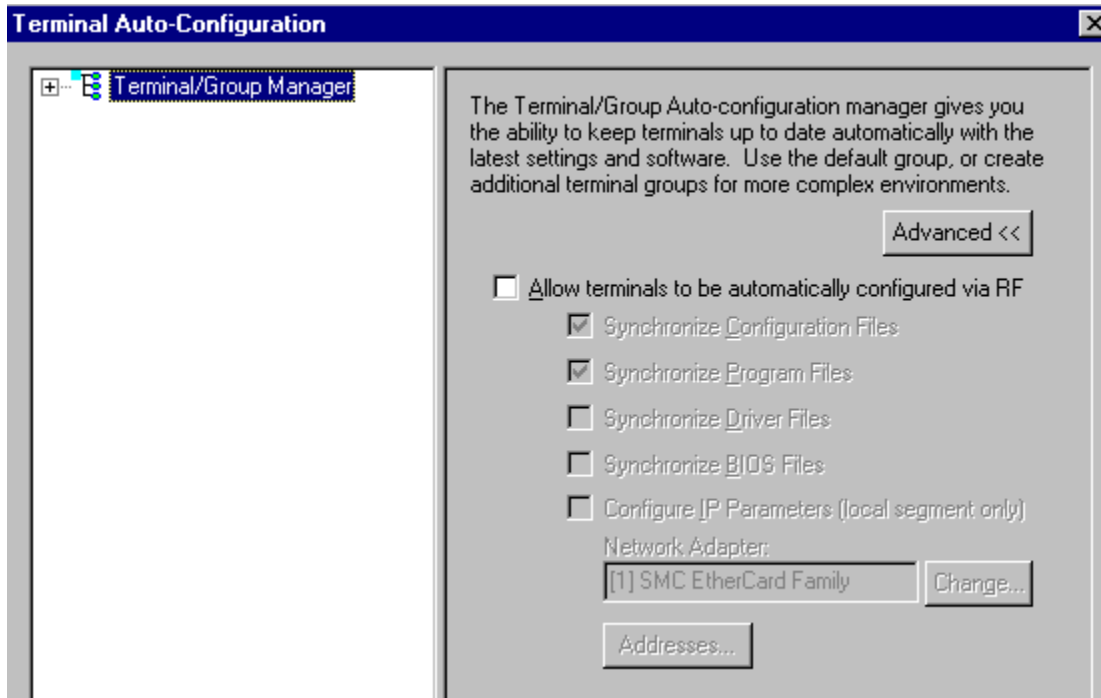 Terminal Auto-Configuration
Terminal/Group Manager
The Terminal/Group Auto-configuration manager gives you
the ability to keep terminals up to date automatically with the
latest settings and software.  Use the default group, or create
additional terminal groups for more complex environments.
Advanced <<
Allow terminals to be automatically configured via RF
Synchronize Configuration Files
Synchronize Program Files
Synchronize Driver Files
Synchronize BIOS Files
Configure IP Parameters (local segment only)
Network Adapter:
[1] SMC EtherCard Family
Change...
Addresses...